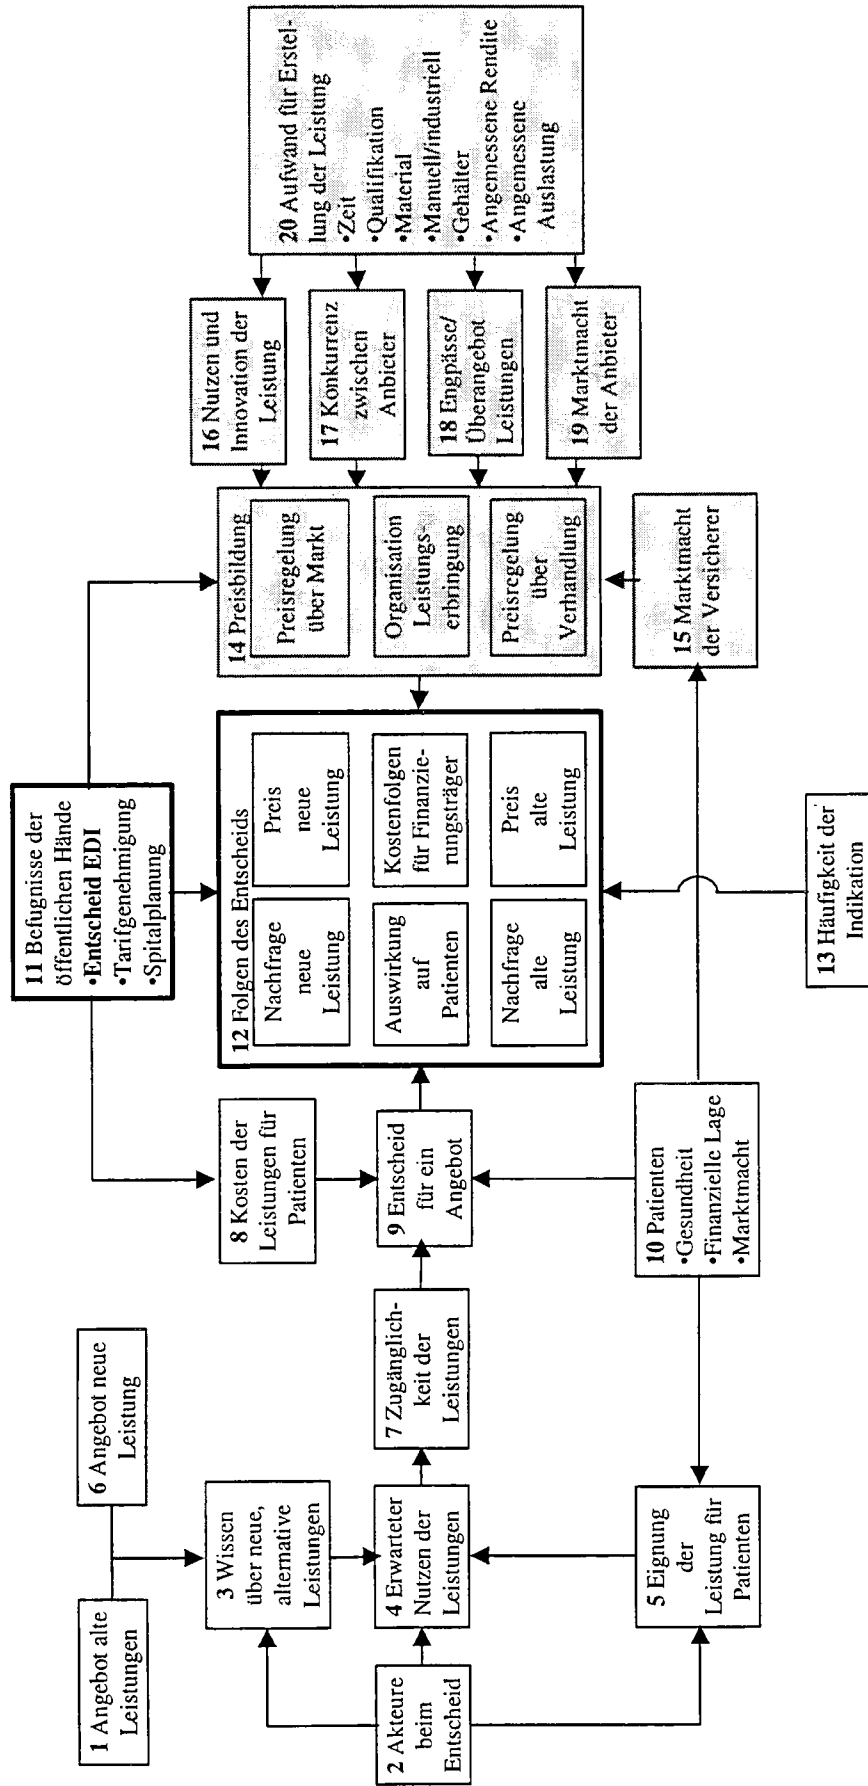 1 Angebot alte
Leistungen
6 Angebot neue
Leistung
2 Akteure
beim
Entscheid
3 Wissen
über neue,
alternative
Leistungen
4 Erwarteter
Nutzen der
Leistungen
5 Eignung
der
Leistung für
Patienten
7 Zugänglich-
keit der
Leistungen
8 Kosten der
Leistungen für
Patienten
9 Entscheid
für ein
Angebot
10 Patienten
•Gesundheit
•Finanzielle Lage
•Marktmacht
11 Befugnisse der
öffentlichen Hände
•Entscheid EDI
•Tarifgenehmigung
•Spitalplanung
12 Folgen des Entscheids
Nachfrage
neue
Leistung
Preis
neue
Leistung
Auswirkung
auf
Patienten
Kostenfolgen
für Finanzie-
rungsträger
Nachfrage
alte
Leistung
Preis
alte
Leistung
13 Häufigkeit der
Indikation
14 Preisbildung
Preisregelung
über Markt
Organisation
Leistungs-
erbringung
Preisregelung
über
Verhandlung
15 Marktmacht
der Versicherer
16 Nutzen und
Innovation der
Leistung
17 Konkurrenz
zwischen
Anbieter
18 Engpässe/
Überangebot
Leistungen
19 Marktmacht
der Anbieter
20 Aufwand für Erstel-
lung der Leistung
•Zeit
•Qualifikation
•Material
•Manuell/industriell
•Gehälter
•Angemessene Rendite
•Angemessene
Auslastung